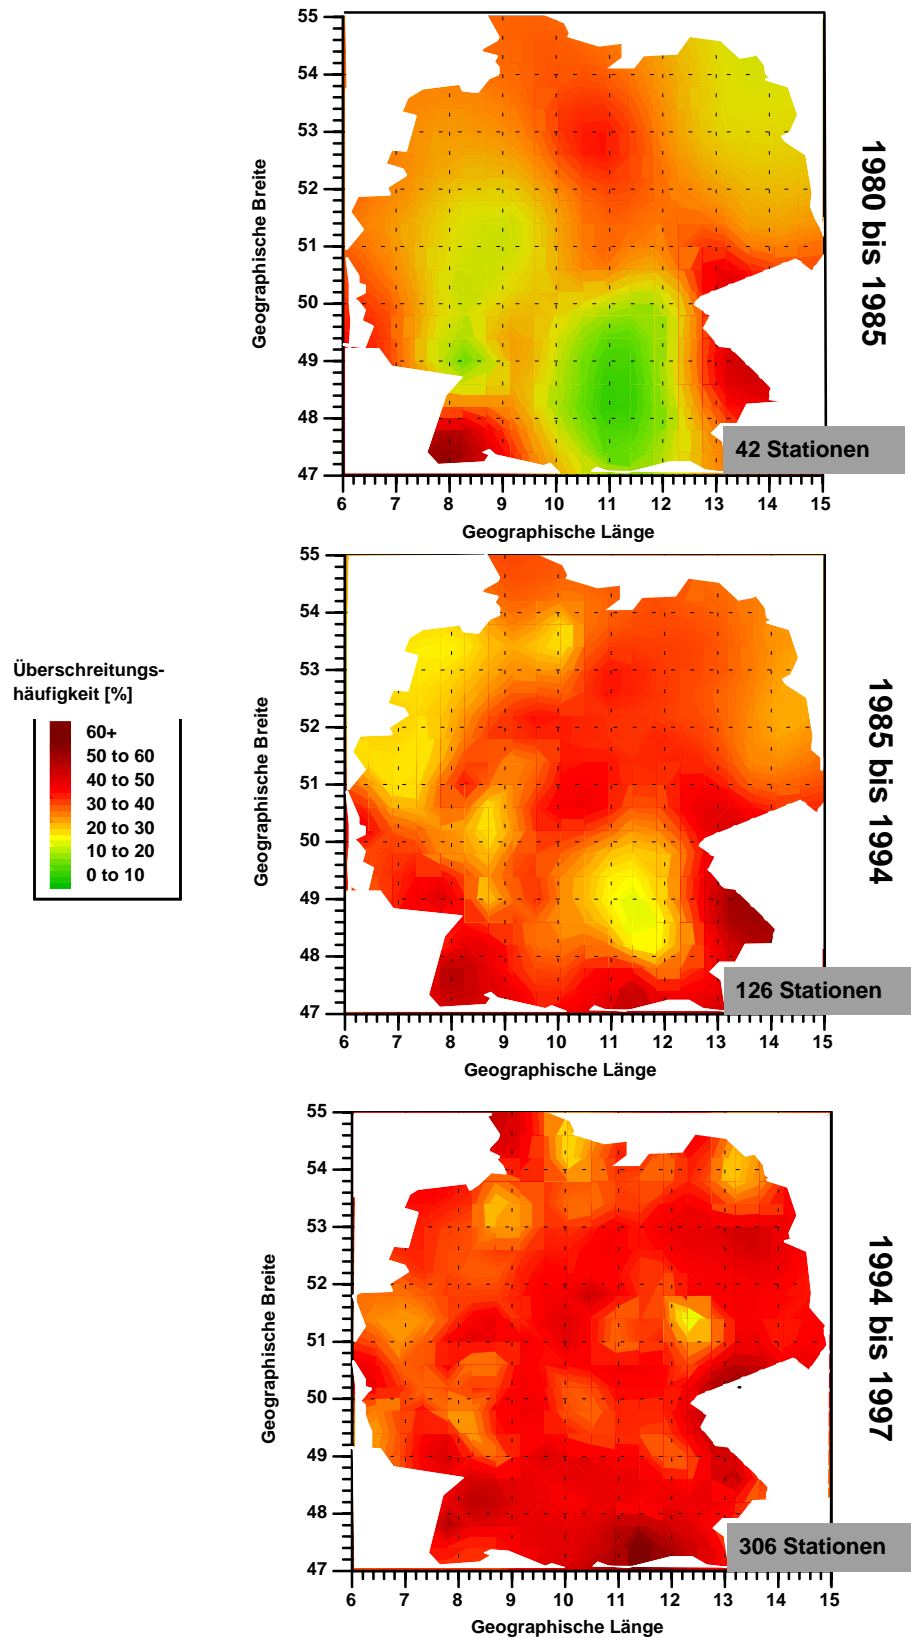 55
54
53
52
51
50
49
48
47
Geographische Breite
6 7 8 9 10 11 12 13 14 15
Geographische Länge
1980 bis 1985
42 Stationen
55
54
53
52
51
50
49
48
47
Geographische Breite
6 7 8 9 10 11 12 13 14 15
Geographische Länge
1985 bis 1994
126 Stationen
Überschreitungs-
häufigkeit [%]
60+
50 to 60
40 to 50
30 to 40
20 to 30
10 to 20
0 to 10
55
54
53
52
51
50
49
48
47
Geographische Breite
6 7 8 9 10 11 12 13 14 15
Geographische Länge
1994 bis 1997
306 Stationen